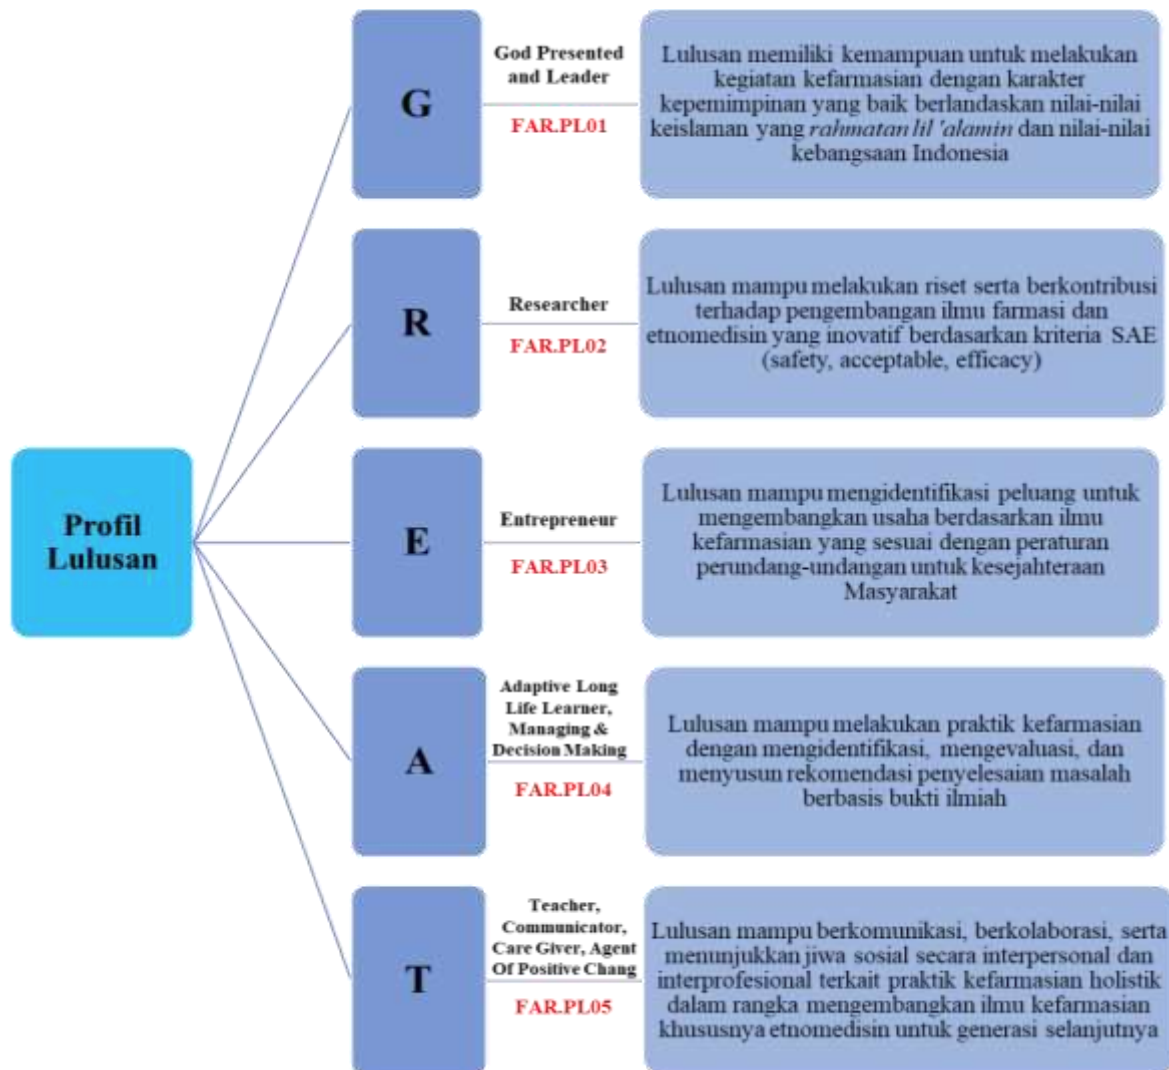 Profil
Lulusan
G
God Presented
and Leader
FAR.PL01
Lulusan memiliki kemampuan untuk melakukan
kegiatan kefarmasian dengan karakter
kepemimpinan yang baik berlandaskan nilai-nilai
keislaman yang rahmatan lil 'alamin dan nilai-nilai
kebangsaan Indonesia
R
Researcher
FAR.PL02
Lulusan mampu melakukan riset serta berkontribusi
terhadap pengembangan ilmu farmasi dan
etnomedisin yang inovatif berdasarkan kriteria SAE
(safety, acceptable, efficacy)
E
Entrepreneur
FAR.PL03
Lulusan mampu mengidentifikasi peluang untuk
mengembangkan usaha berdasarkan ilmu
kefarmasian yang sesuai dengan peraturan
perundang-undangan untuk kesejahteraan
Masyarakat
A
Adaptive Long
Life Learner,
Managing &
Decision Making
FAR.PL04
Lulusan mampu melakukan praktik kefarmasian
dengan mengidentifikasi, mengevaluasi, dan
menyusun rekomendasi penyelesaian masalah
berbasis bukti ilmiah
T
Teacher,
Communicator,
Care Giver, Agent
Of Positive Chang
FAR.PL05
Lulusan mampu berkomunikasi, berkolaborasi, serta
menunjukkan jiwa sosial secara interpersonal dan
interprofesional terkait praktik kefarmasian holistik
dalam rangka mengembangkan ilmu kefarmasian
khususnya etnomedisin untuk generasi selanjutnya